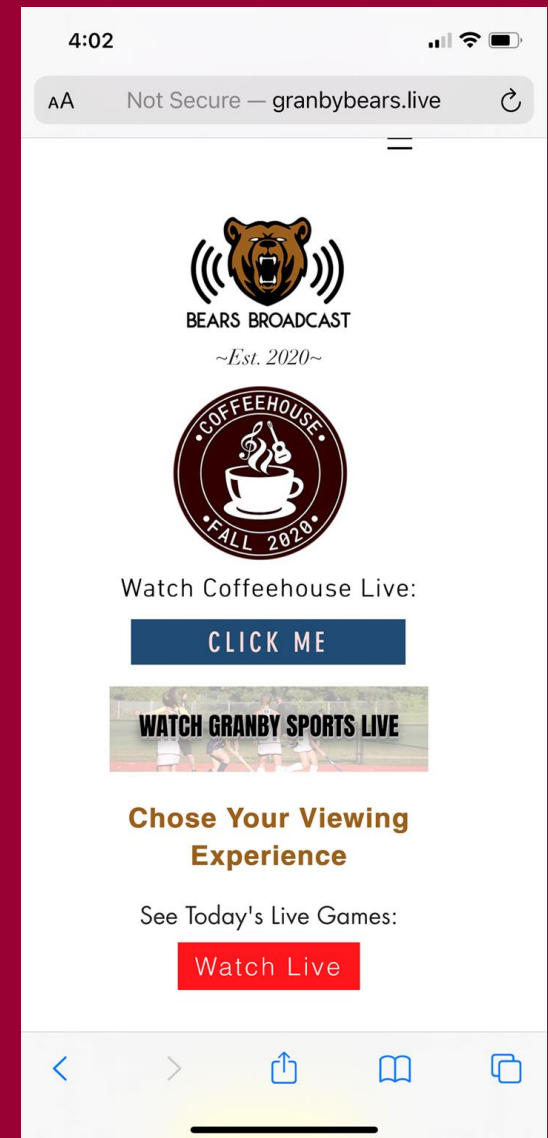 4:02
AA Not Secure — granbybears.live
BEARS BROADCAST
~Est. 2020~
•COFFEEHOUSE•
•FALL 2020•
Watch Coffeehouse Live:
CLICK ME
WATCH GRANBY SPORTS LIVE
Chose Your Viewing
Experience
See Today's Live Games:
Watch Live